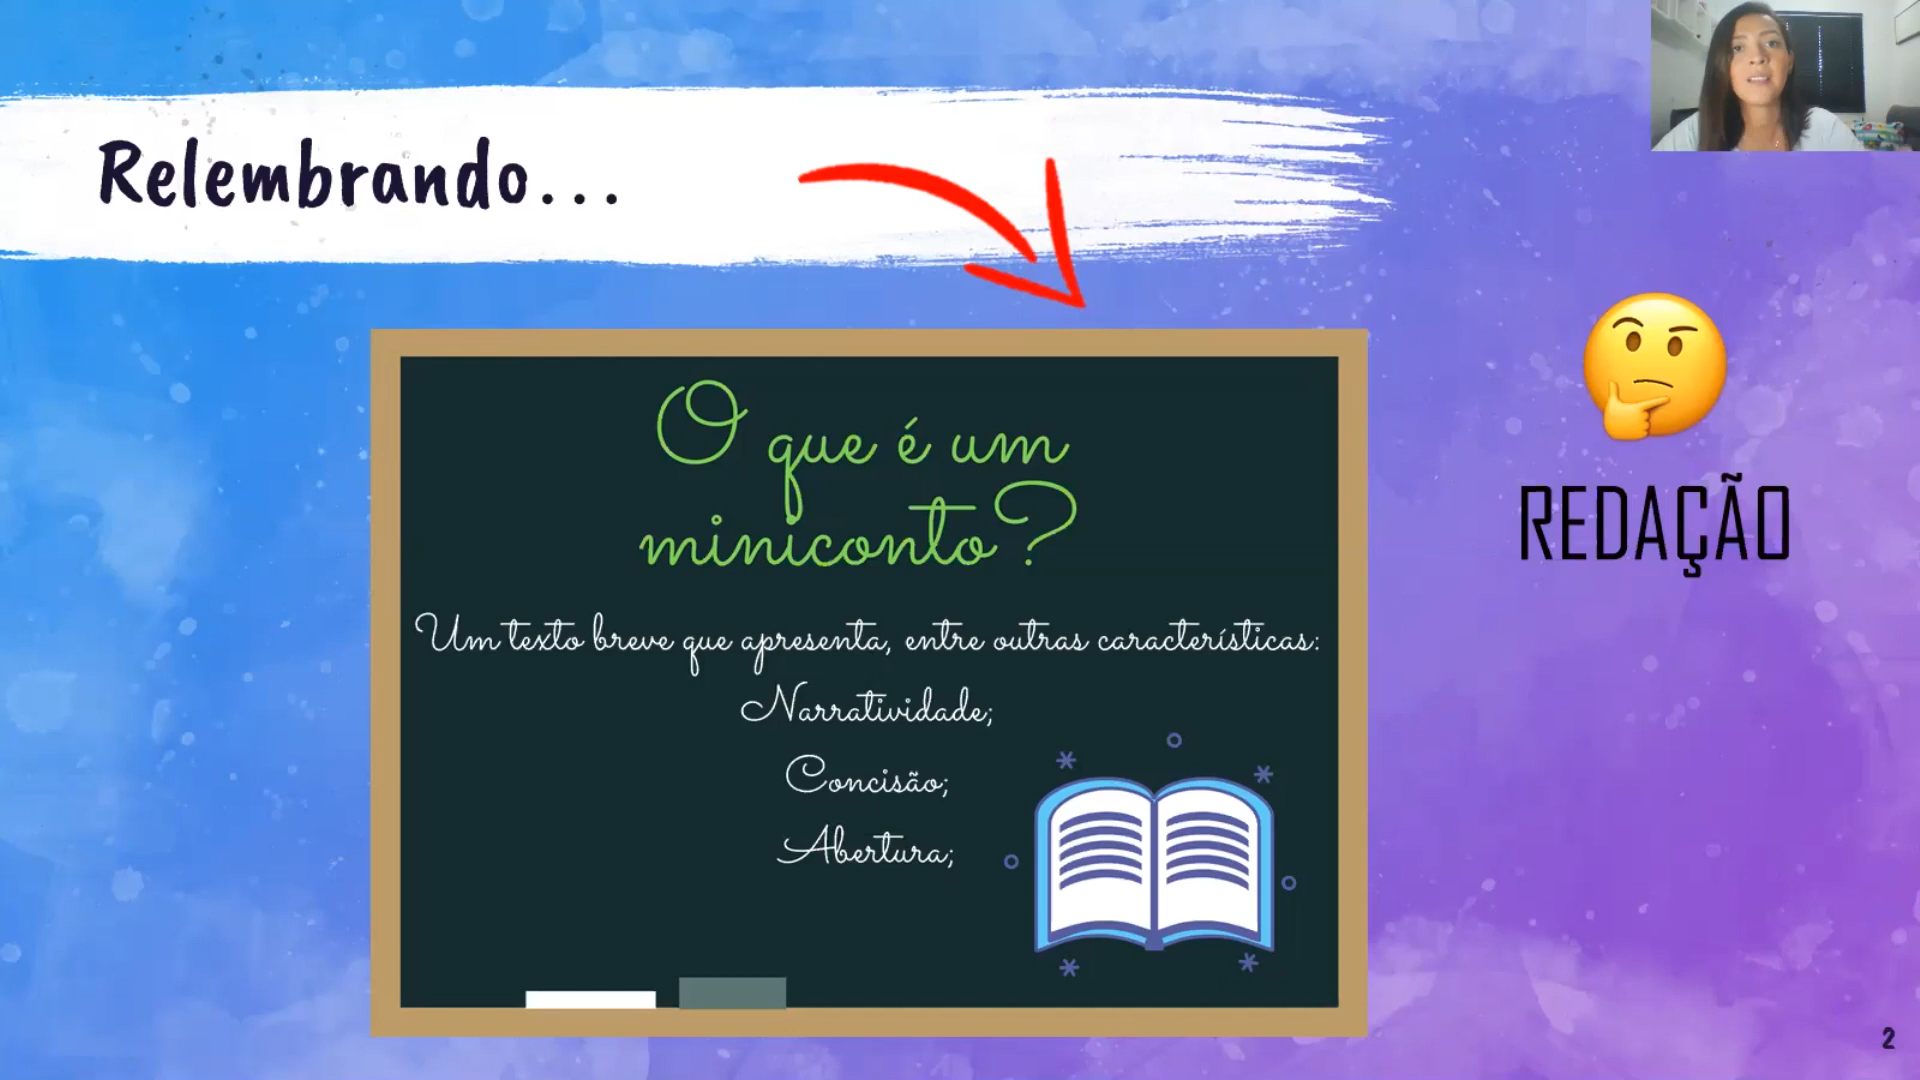 Relembrando...
O que é um
miniconto?
Um texto breve que apresenta, entre outras características:
Narratividade;
Concisão;
Abertura;
REDAÇÃO
2